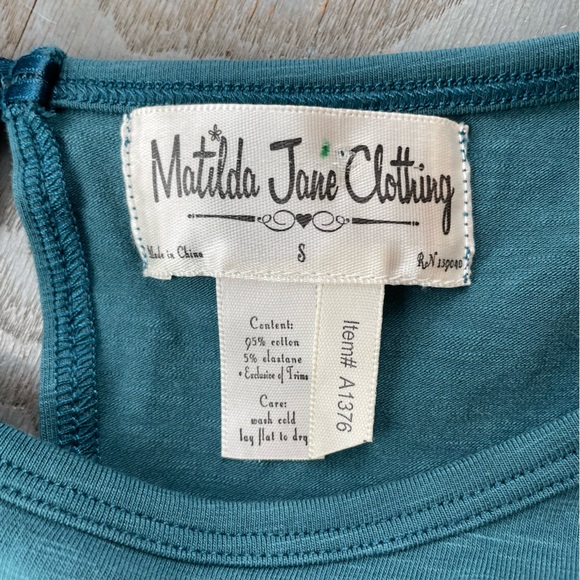 Matilda Jane Clothing
Made in China
S
RN 139040
Content:
95% cotton
5% elastane
• Exclusive of Trims
Care:
wash cold
lay flat to dry
Item# A1376